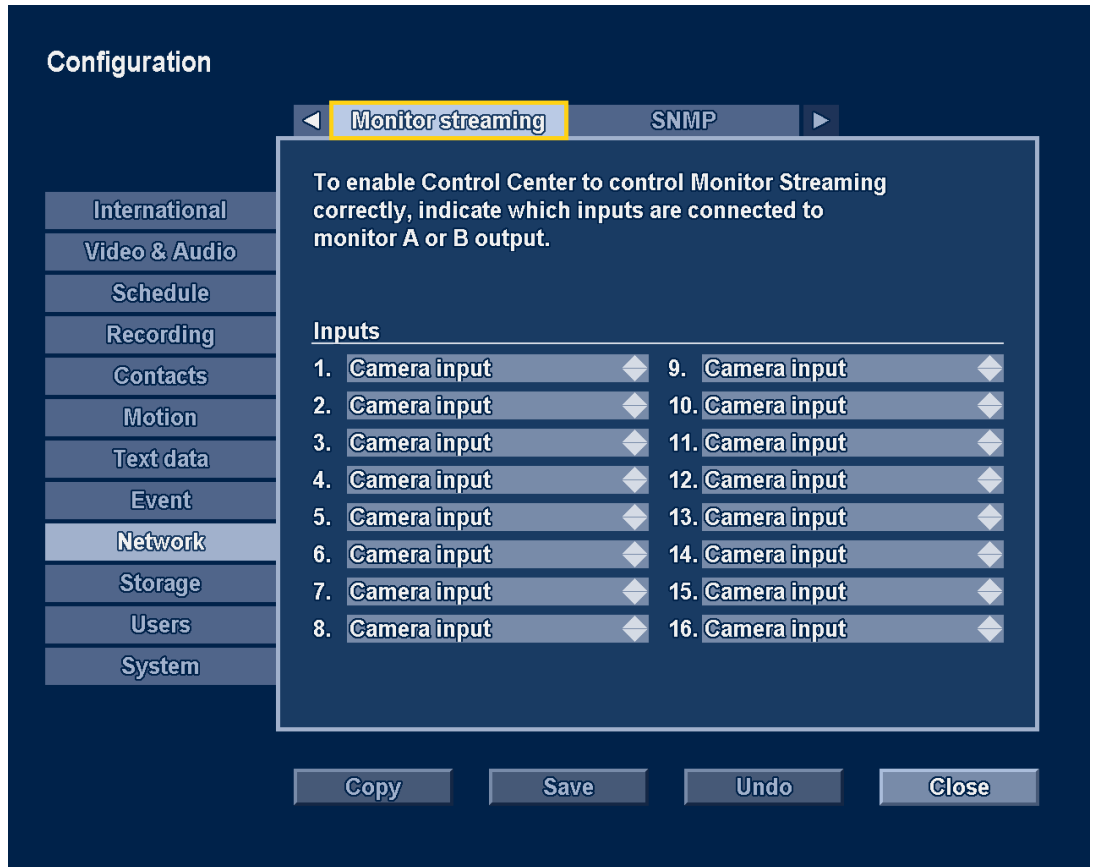 Configuration
Monitor streaming SNMP
To enable Control Center to control Monitor Streaming
correctly, indicate which inputs are connected to
monitor A or B output.
International
Video & Audio
Schedule
Recording
Contacts
Motion
Text data
Event
Network
Storage
Users
System
Inputs
1. Camera input 9. Camera input
2. Camera input 10. Camera input
3. Camera input 11. Camera input
4. Camera input 12. Camera input
5. Camera input 13. Camera input
6. Camera input 14. Camera input
7. Camera input 15. Camera input
8. Camera input 16. Camera input
Copy Save Undo Close